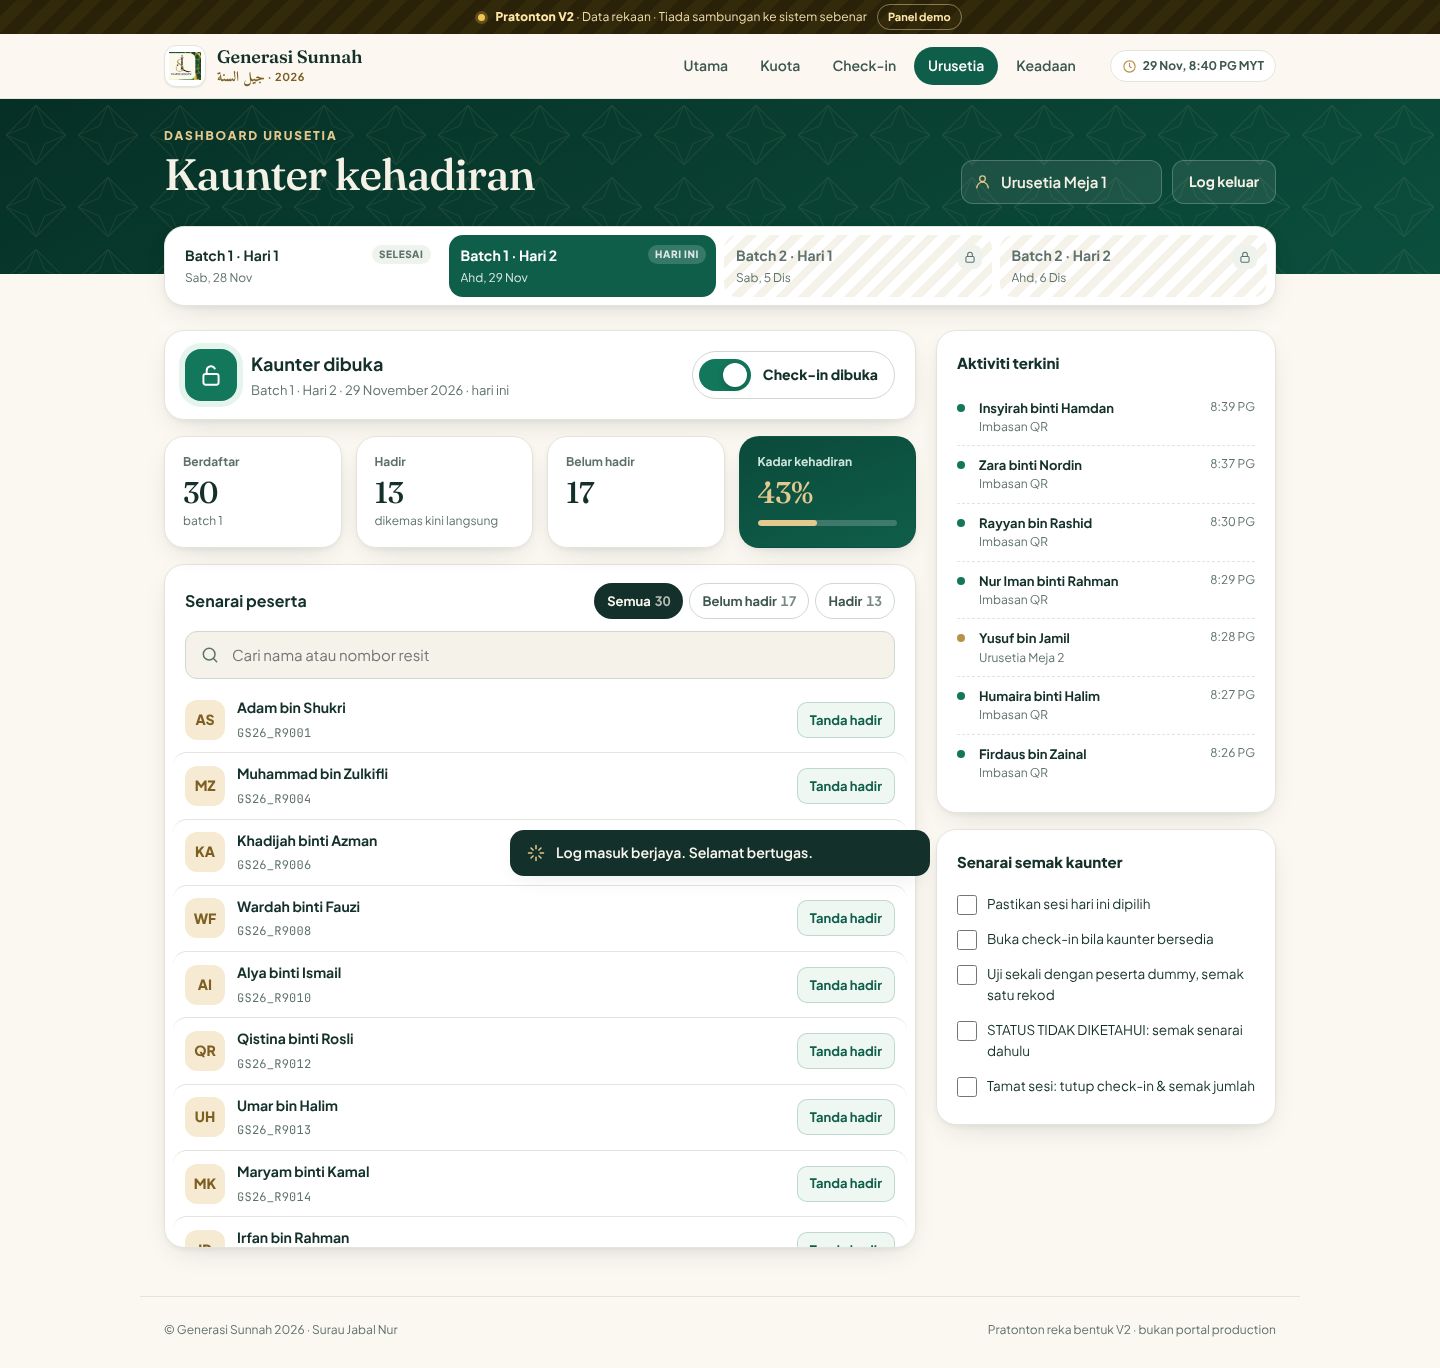 Pratonton V2 · Data rekaan · Tiada sambungan ke sistem sebenar
Panel demo
Generasi Sunnah
جيل السنة · 2026
Utama
Kuota
Check-in
Urusetia
Keadaan
29 Nov, 8:40 PG MYT
DASHBOARD URUSETIA
Kaunter kehadiran
Urusetia Meja 1
Log keluar
Batch 1 · Hari 1
SELESAI
Sab, 28 Nov
Batch 1 · Hari 2
HARI INI
Ahd, 29 Nov
Batch 2 · Hari 1
Sab, 5 Dis
Batch 2 · Hari 2
Ahd, 6 Dis
Kaunter dibuka
Batch 1 · Hari 2 · 29 November 2026 · hari ini
Check-in dibuka
Berdaftar
30
batch 1
Hadir
13
dikemas kini langsung
Belum hadir
17
Kadar kehadiran
43%
Senarai peserta
Semua 30
Belum hadir 17
Hadir 13
Cari nama atau nombor resit
AS
Adam bin Shukri
GS26_R9001
Tanda hadir
MZ
Muhammad bin Zulkifli
GS26_R9004
Tanda hadir
KA
Khadijah binti Azman
GS26_R9006
Log masuk berjaya. Selamat bertugas.
WF
Wardah binti Fauzi
GS26_R9008
Tanda hadir
AI
Alya binti Ismail
GS26_R9010
Tanda hadir
QR
Qistina binti Rosli
GS26_R9012
Tanda hadir
UH
Umar bin Halim
GS26_R9013
Tanda hadir
MK
Maryam binti Kamal
GS26_R9014
Tanda hadir
Irfan bin Rahman
Aktiviti terkini
Insyirah binti Hamdan
8:39 PG
Imbasan QR
Zara binti Nordin
8:37 PG
Imbasan QR
Rayyan bin Rashid
8:30 PG
Imbasan QR
Nur Iman binti Rahman
8:29 PG
Imbasan QR
Yusuf bin Jamil
8:28 PG
Urusetia Meja 2
Humaira binti Halim
8:27 PG
Imbasan QR
Firdaus bin Zainal
8:26 PG
Imbasan QR
Senarai semak kaunter
Pastikan sesi hari ini dipilih
Buka check-in bila kaunter bersedia
Uji sekali dengan peserta dummy, semak
satu rekod
STATUS TIDAK DIKETAHUI: semak senarai
dahulu
Tamat sesi: tutup check-in & semak jumlah
© Generasi Sunnah 2026 · Surau Jabal Nur
Pratonton reka bentuk V2 · bukan portal production